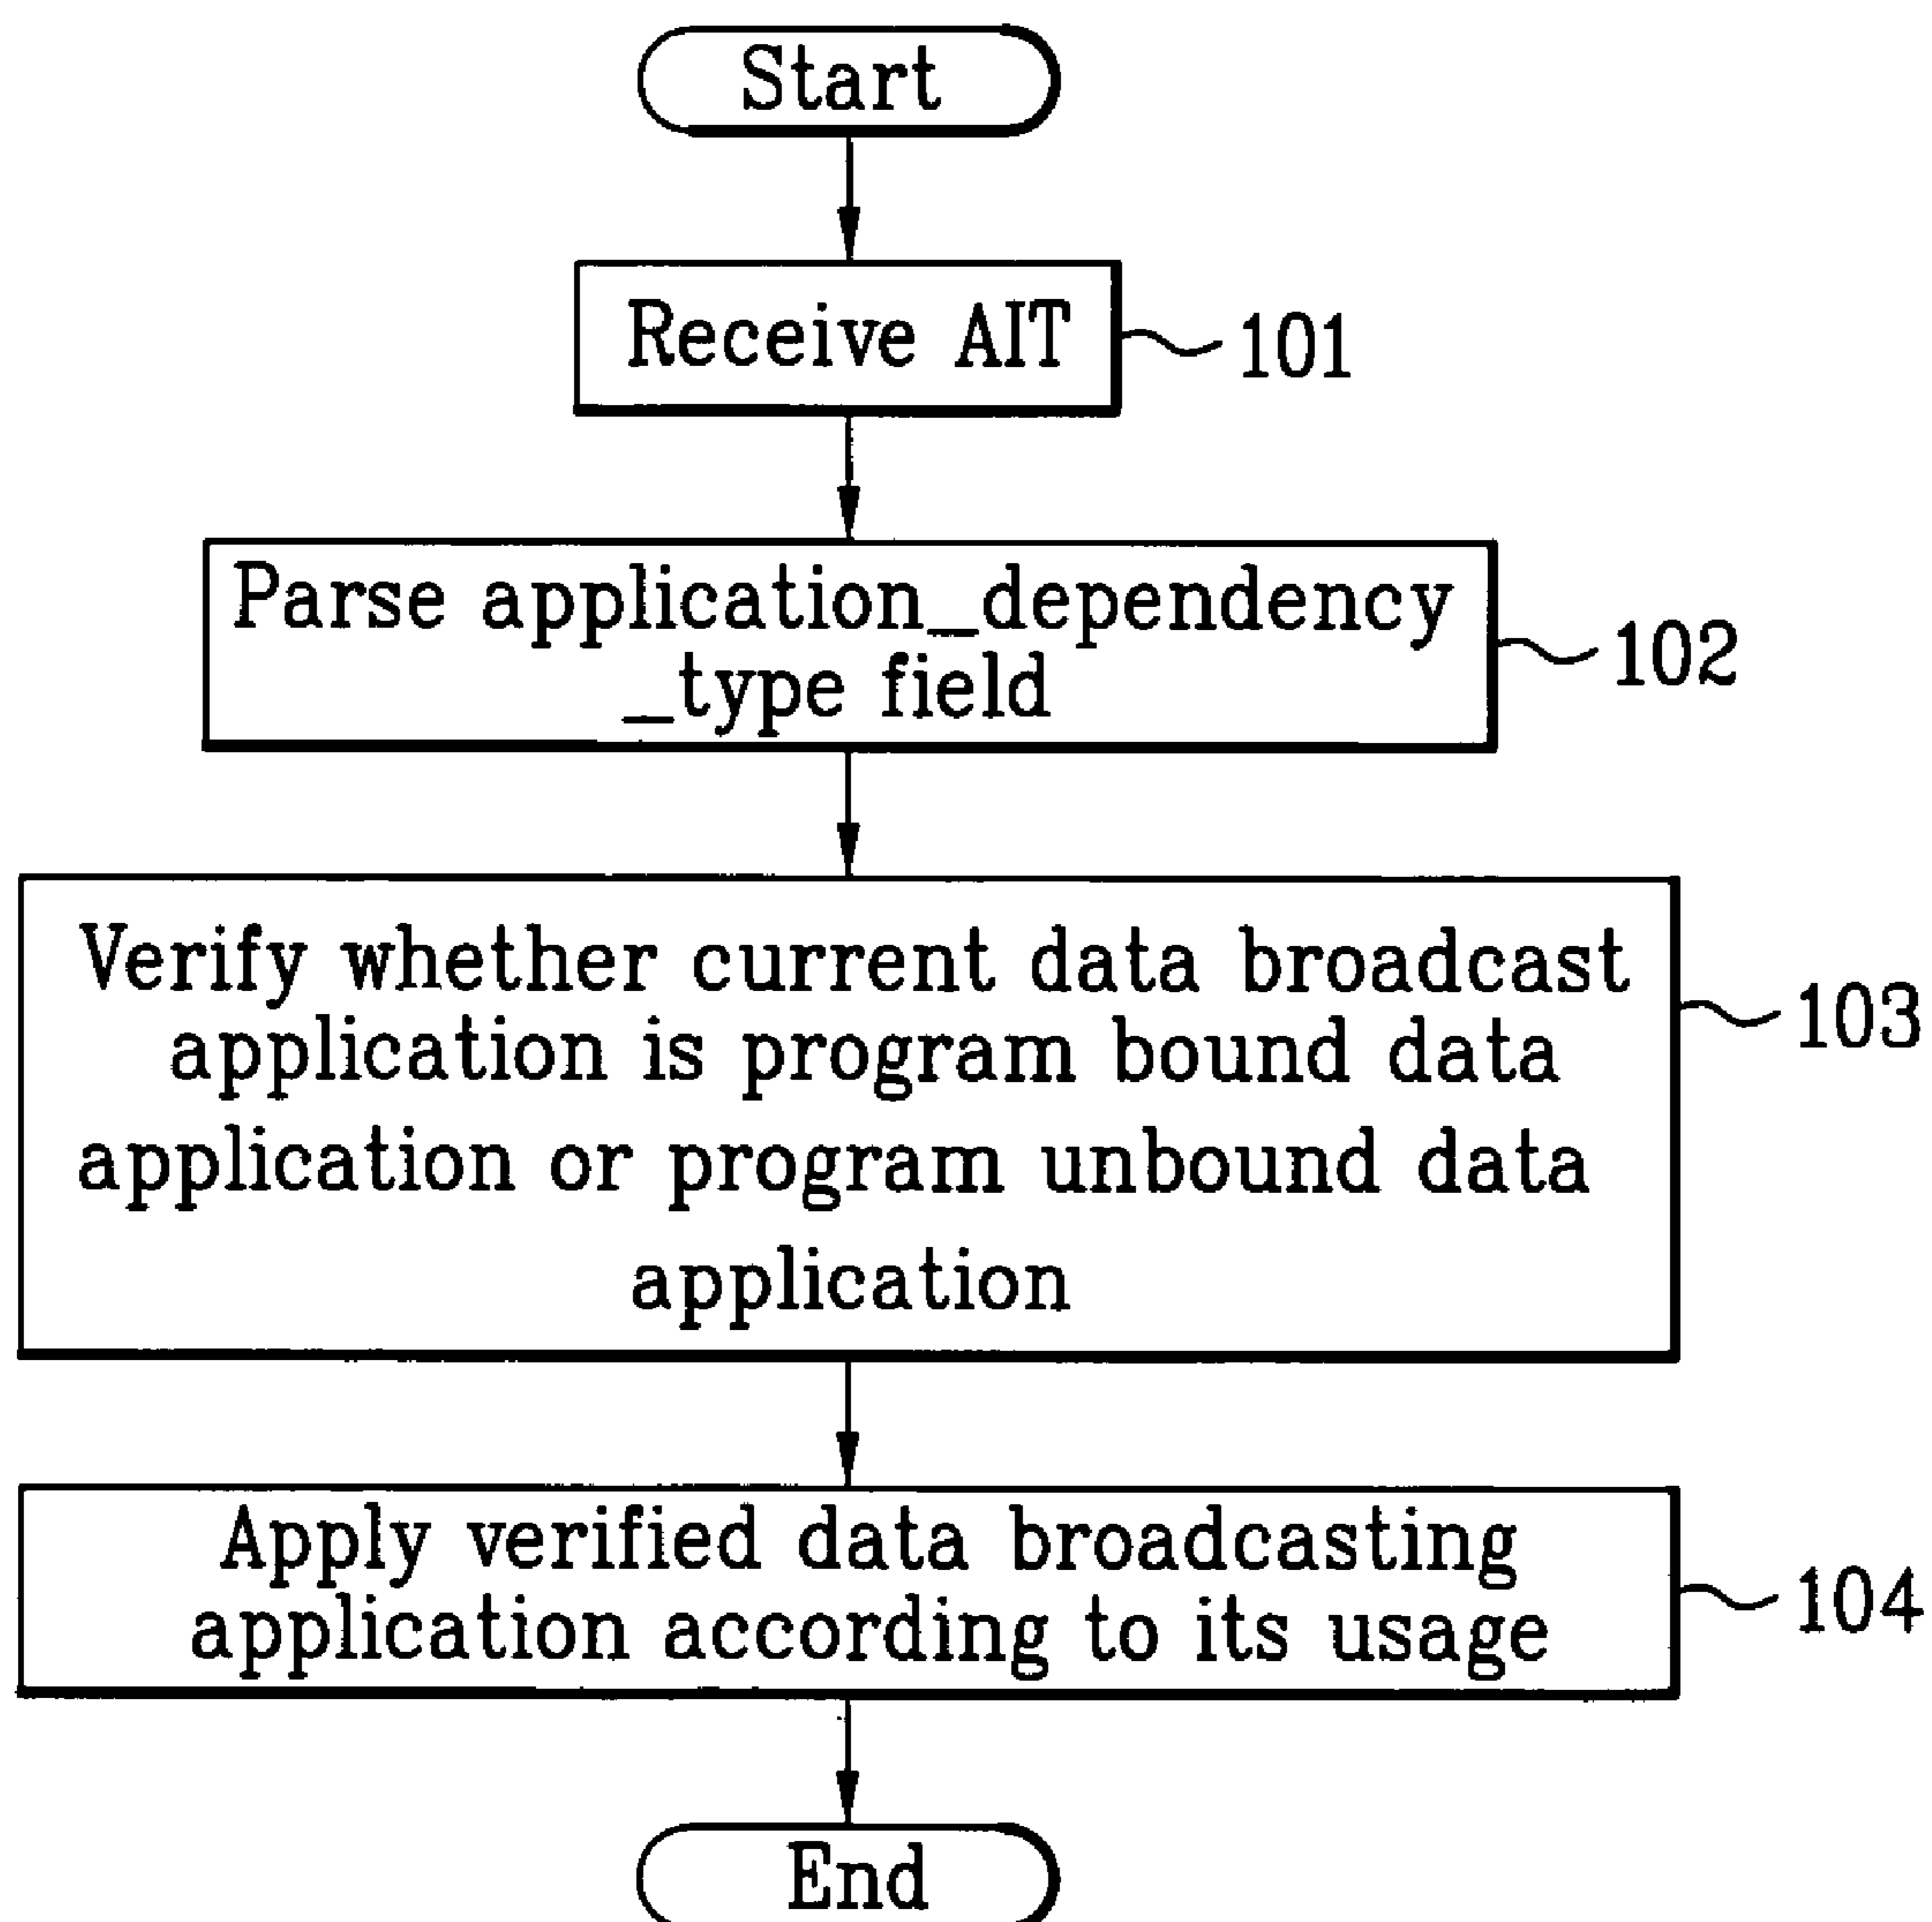 Start
Receive AIT
101
Parse application_dependency
_type field
102
Verify whether current data broadcast
application is program bound data
application or program unbound data
application
103
Apply verified data broadcasting
application according to its usage
104
End